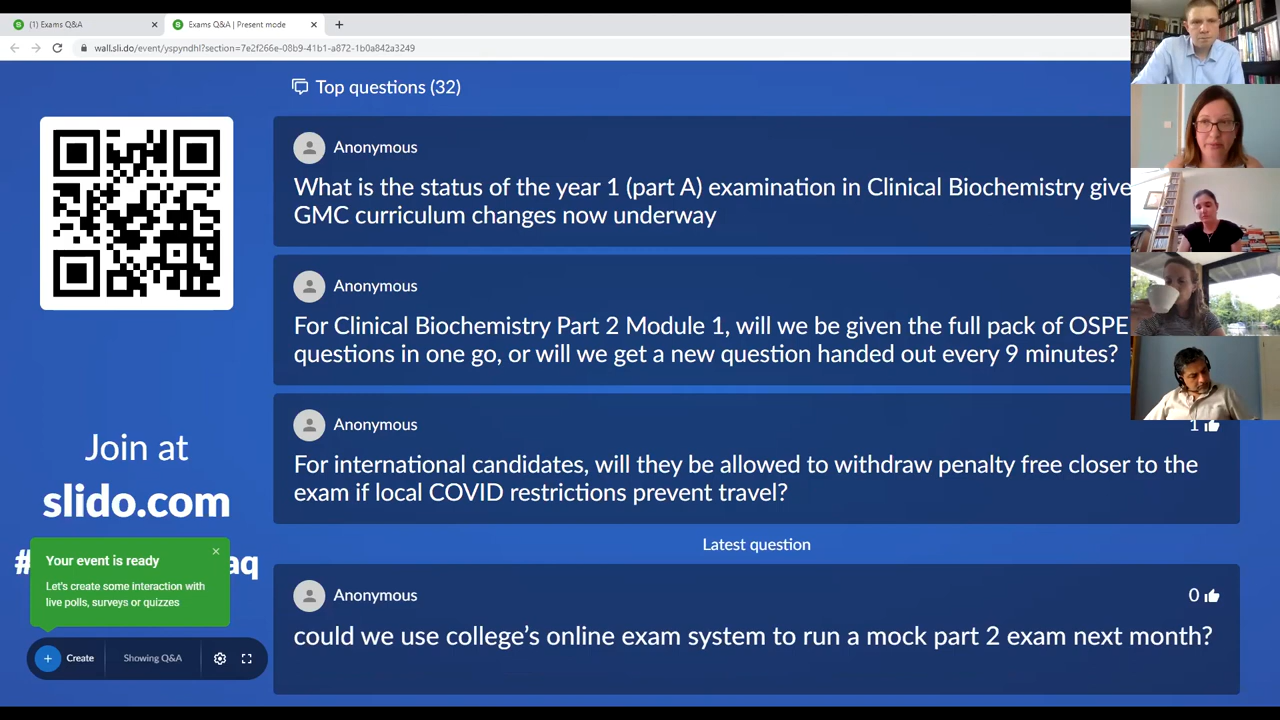 (1) Exams Q&A
Exams Q&A | Present mode
wall.sli.do/event/yspyndhl?section=7e2f266e-08b9-41b1-a872-1b0a842a3249
Top questions (32)
Anonymous
What is the status of the year 1 (part A) examination in Clinical Biochemistry give
GMC curriculum changes now underway
Anonymous
For Clinical Biochemistry Part 2 Module 1, will we be given the full pack of OSPE
questions in one go, or will we get a new question handed out every 9 minutes?
Anonymous
1
For international candidates, will they be allowed to withdraw penalty free closer to the
exam if local COVID restrictions prevent travel?
Latest question
Anonymous
0
could we use college’s online exam system to run a mock part 2 exam next month?
Join at
slido.com
#
aq
Your event is ready
Let's create some interaction with
live polls, surveys or quizzes
Create
Showing Q&A